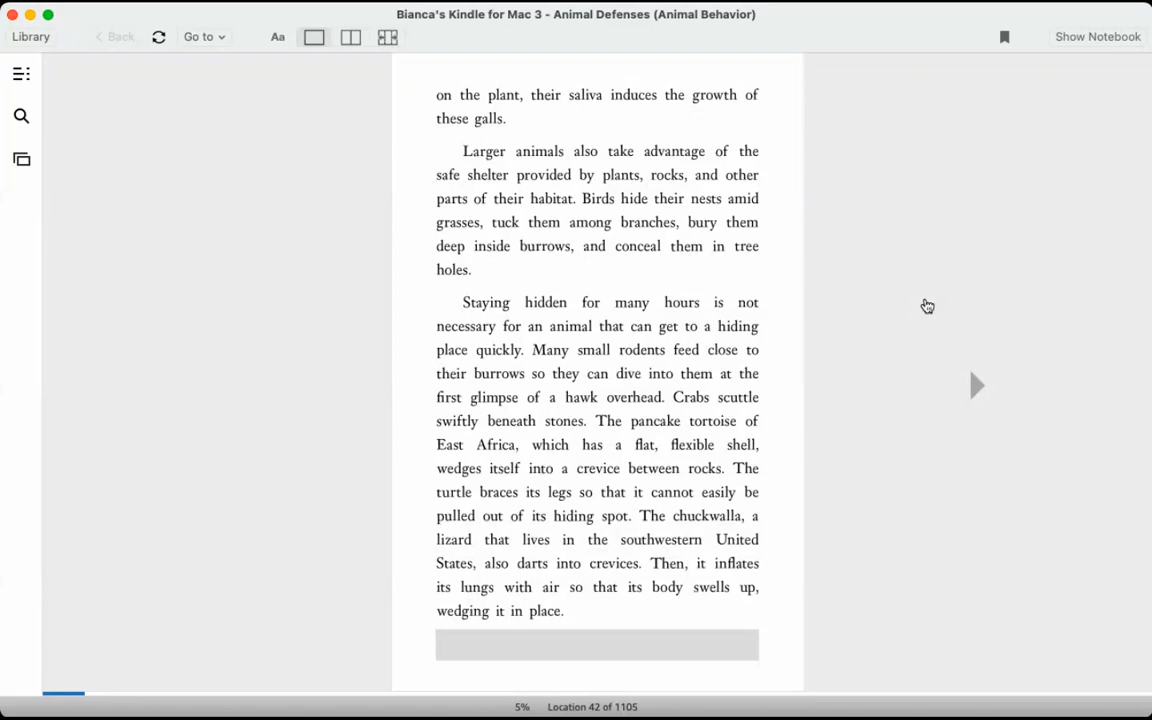 Bianca's Kindle for Mac 3 - Animal Defenses (Animal Behavior)
Library
Back
Go to
Aa
Show Notebook
on the plant, their saliva induces the growth of
these galls.
Larger animals also take advantage of the
safe shelter provided by plants, rocks, and other
parts of their habitat. Birds hide their nests amid
grasses, tuck them among branches, bury them
deep inside burrows, and conceal them in tree
holes.
Staying hidden for many hours is not
necessary for an animal that can get to a hiding
place quickly. Many small rodents feed close to
their burrows so they can dive into them at the
first glimpse of a hawk overhead. Crabs scuttle
swiftly beneath stones. The pancake tortoise of
East Africa, which has a flat, flexible shell,
wedges itself into a crevice between rocks. The
turtle braces its legs so that it cannot easily be
pulled out of its hiding spot. The chuckwalla, a
lizard that lives in the southwestern United
States, also darts into crevices. Then, it inflates
its lungs with air so that its body swells up,
wedging it in place.
5% Location 42 of 1105